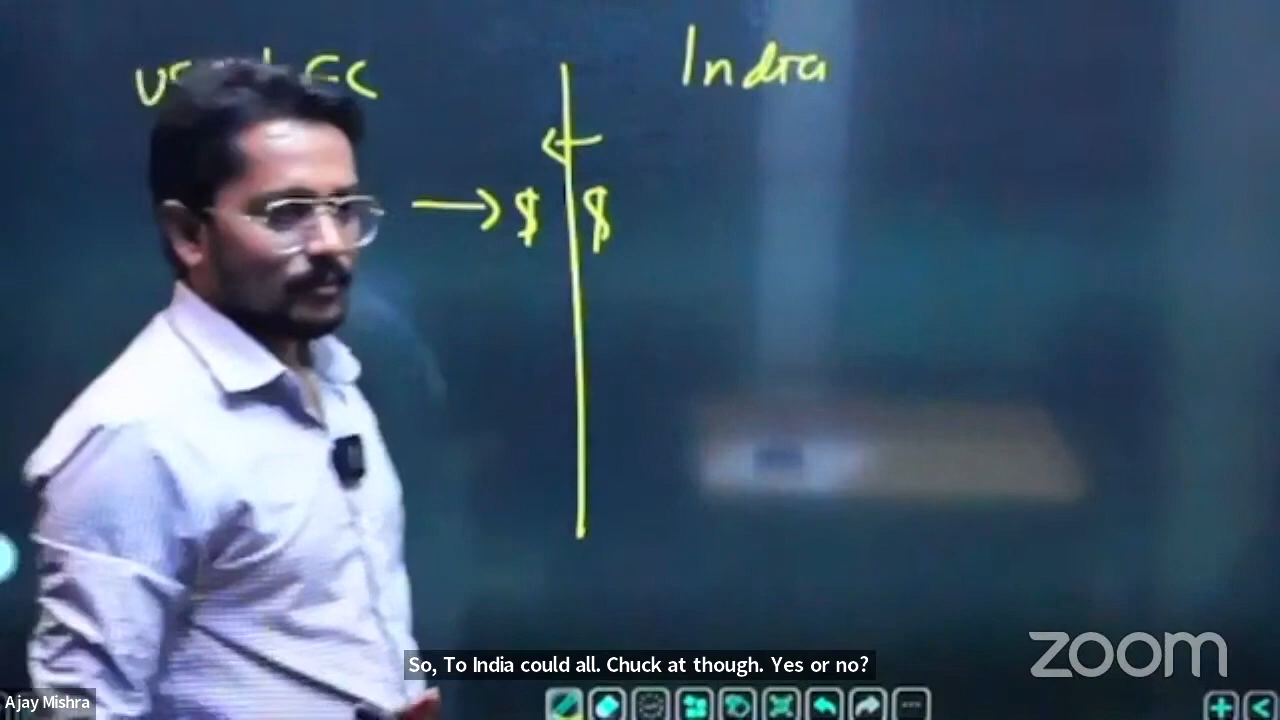 India
$ $
So, To India could all. Chuck at though. Yes or no?
zoom
Ajay Mishra